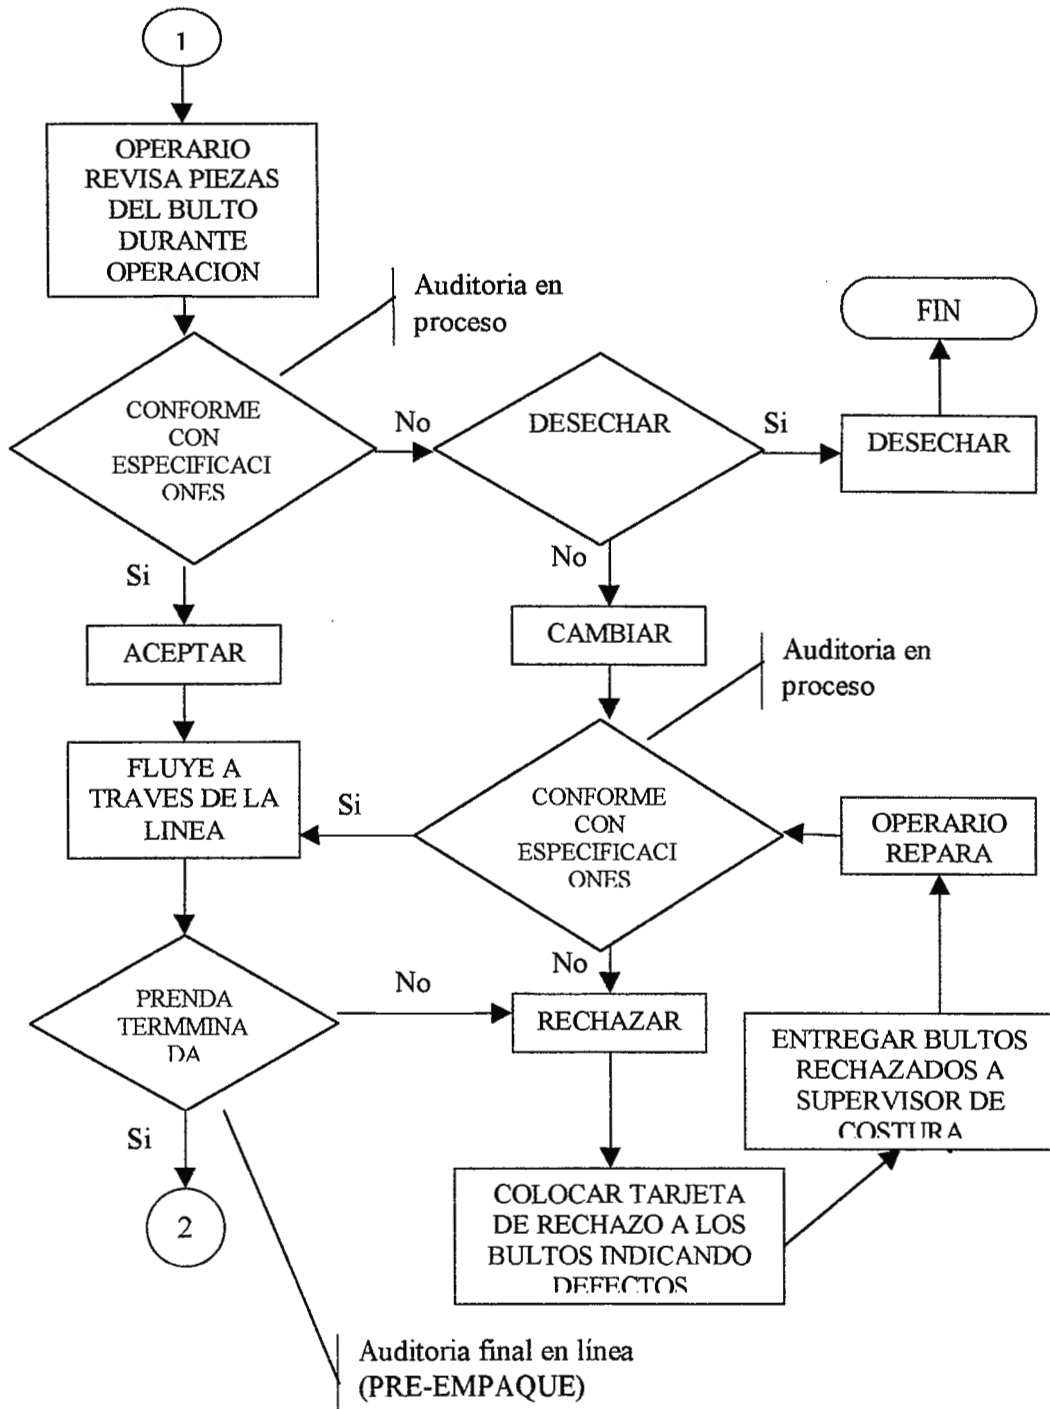 1
OPERARIO
REVISA PIEZAS
DEL BULTO
DURANTE
OPERACION
Auditoria en
proceso
FIN
CONFORME
CON
ESPECIFICACI
ONES
No
DESECHAR
Si
DESECHAR
Si
No
ACEPTAR
CAMBIAR
Auditoria en
proceso
FLUYE A
TRAVES DE LA
LINEA
Si
CONFORME
CON
ESPECIFICACI
ONES
OPERARIO
REPARA
No
PRENDA
TERMMINA
DA
No
RECHAZAR
ENTREGAR BULTOS
RECHAZADOS A
SUPERVISOR DE
COSTURA
Si
2
COLOCAR TARJETA
DE RECHAZO A LOS
BULTOS INDICANDO
DEFECTOS
Auditoria final en línea
(PRE-EMPAQUE)